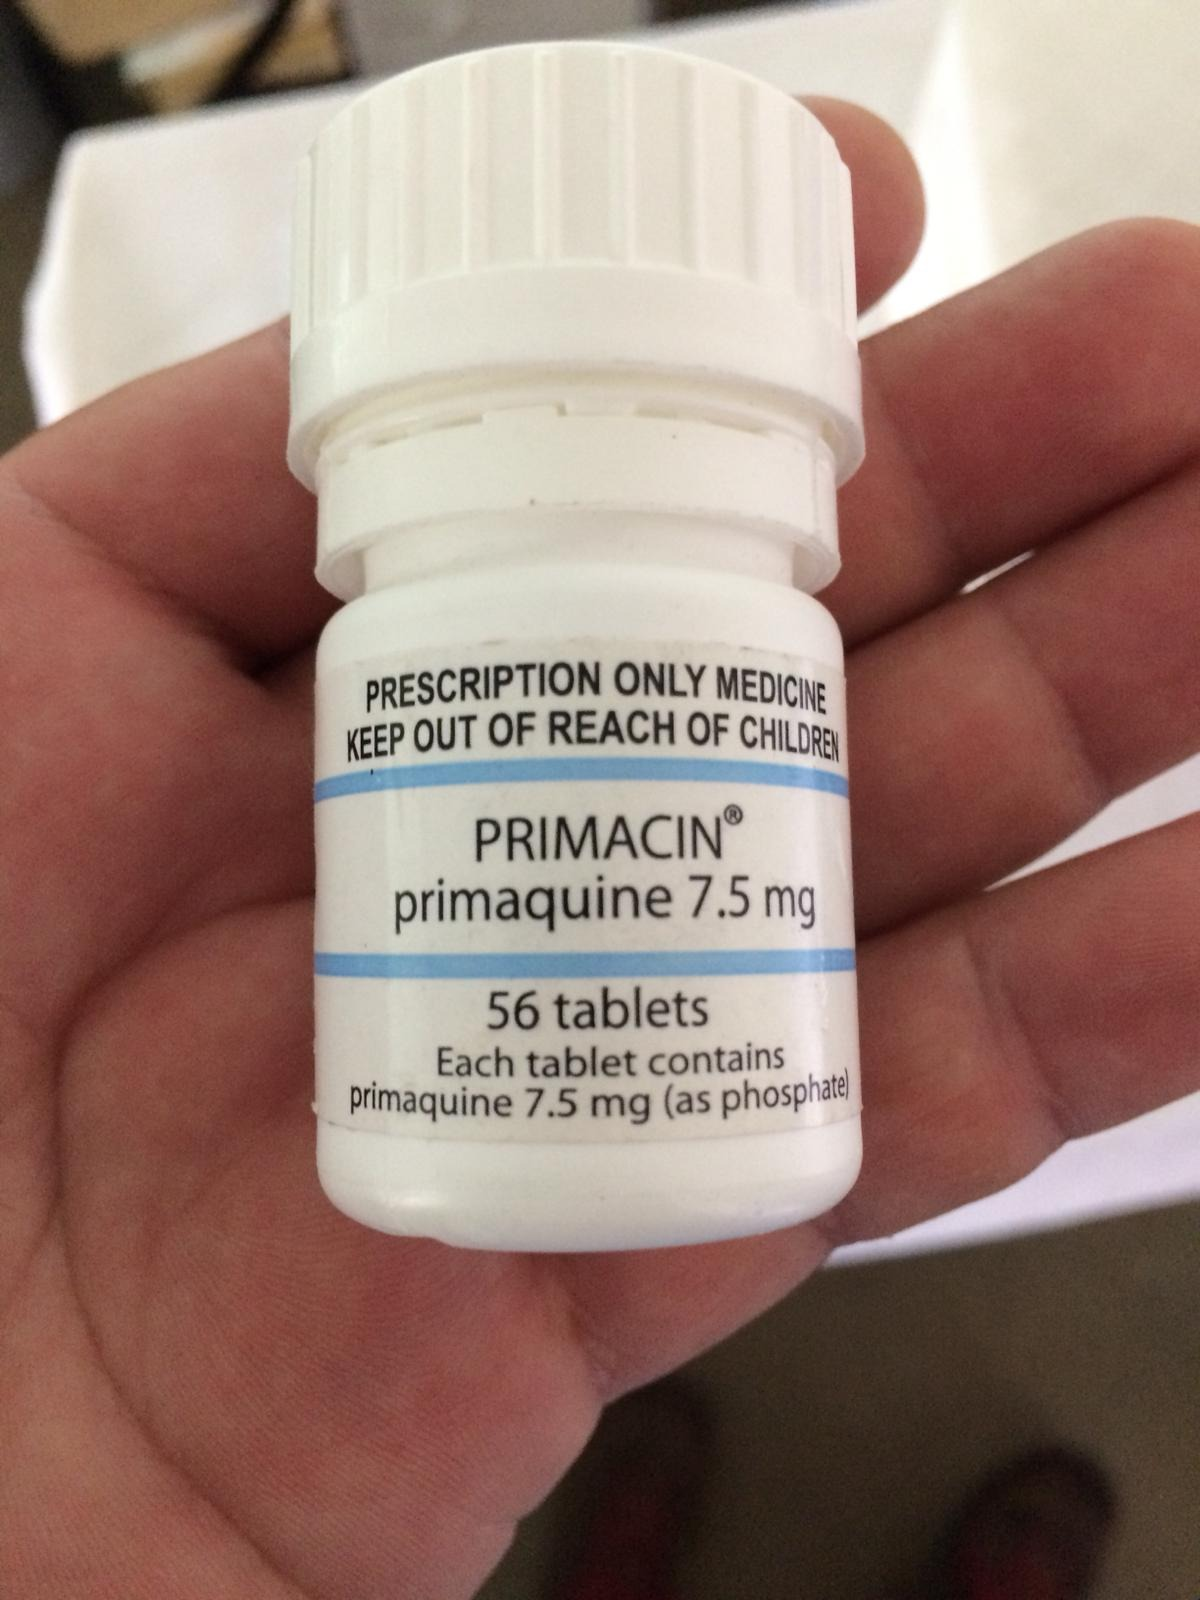 PRESCRIPTION ONLY MEDICINE
KEEP OUT OF REACH OF CHILDREN
PRIMACIN®
primaquine 7.5 mg
56 tablets
Each tablet contains
primaquine 7.5 mg (as phosphate)